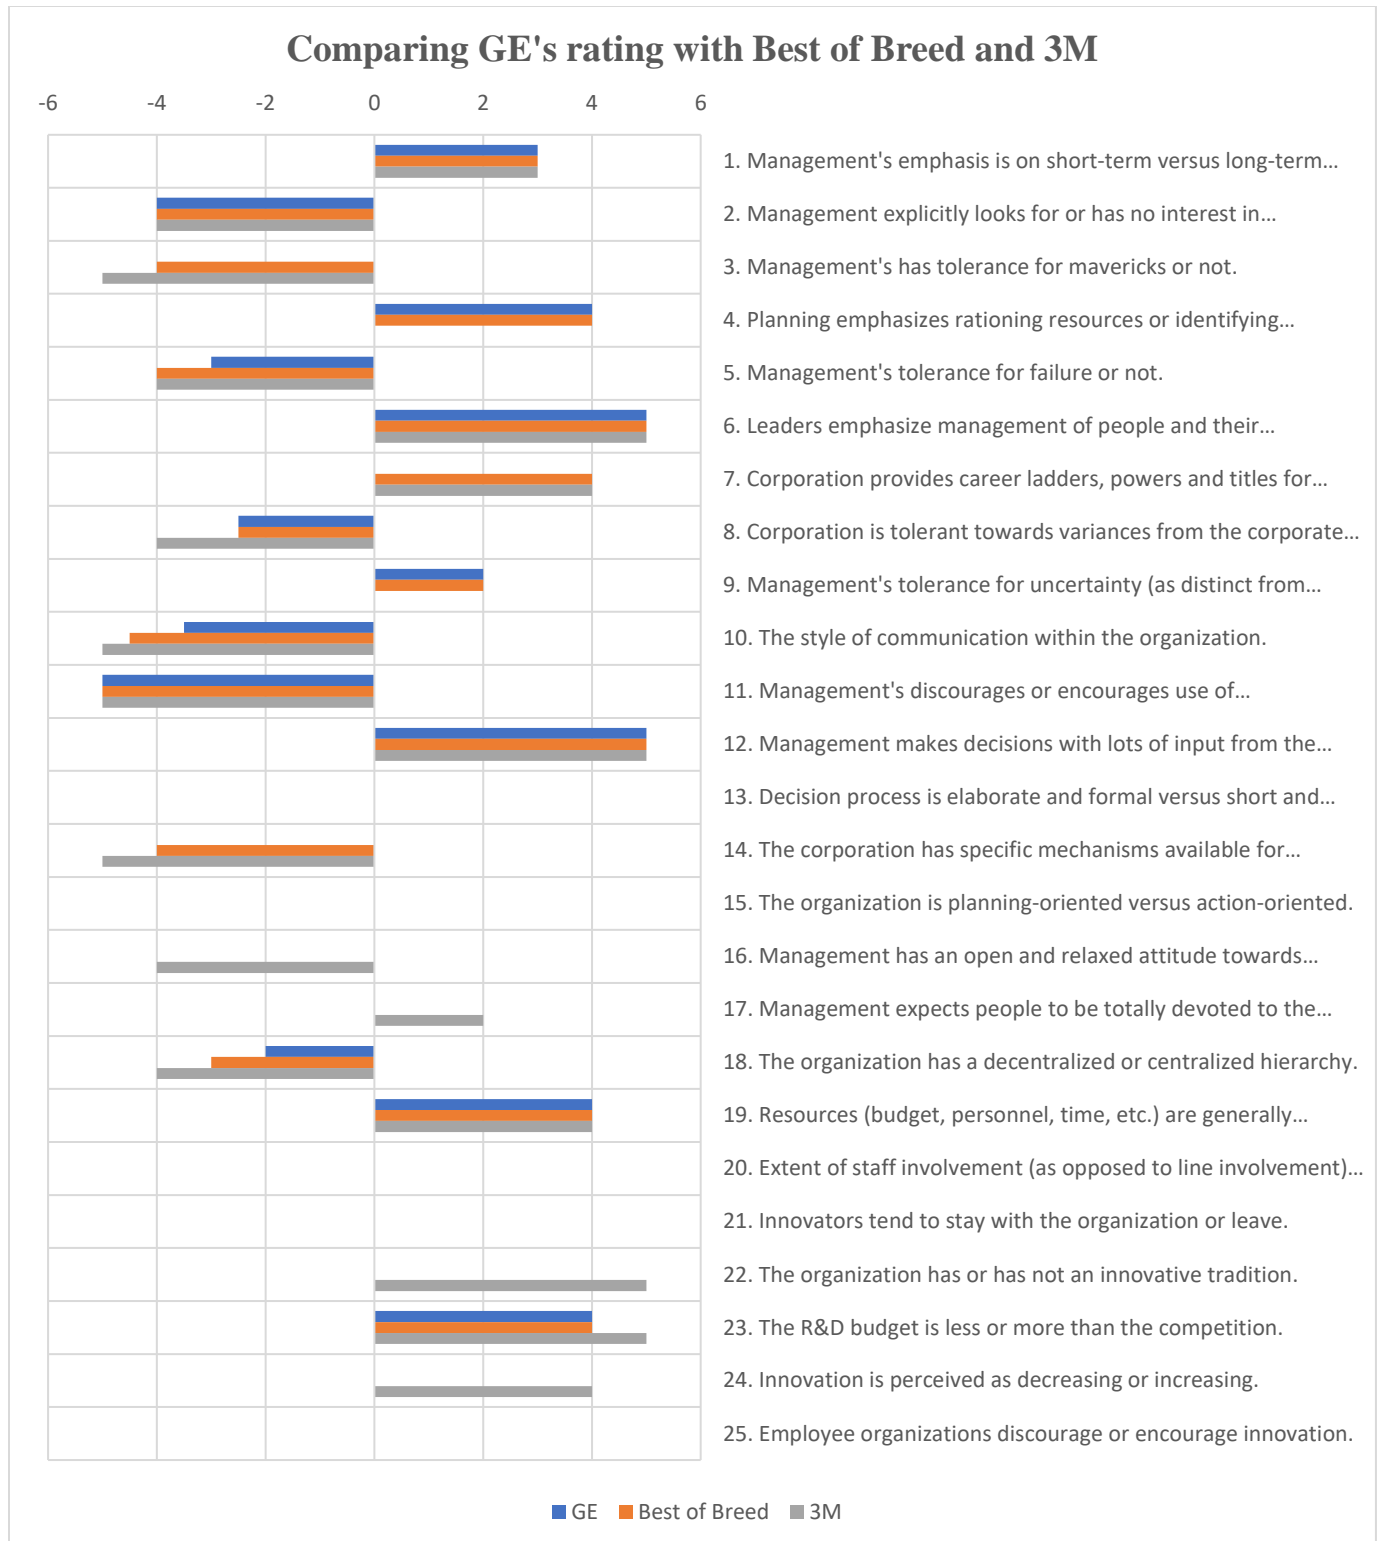 Comparing GE's rating with Best of Breed and 3M
-6 -4 -2 0 2 4 6
1. Management's emphasis is on short-term versus long-term...
2. Management explicitly looks for or has no interest in...
3. Management's has tolerance for mavericks or not.
4. Planning emphasizes rationing resources or identifying...
5. Management's tolerance for failure or not.
6. Leaders emphasize management of people and their...
7. Corporation provides career ladders, powers and titles for...
8. Corporation is tolerant towards variances from the corporate...
9. Management's tolerance for uncertainty (as distinct from...
10. The style of communication within the organization.
11. Management's discourages or encourages use of...
12. Management makes decisions with lots of input from the...
13. Decision process is elaborate and formal versus short and...
14. The corporation has specific mechanisms available for...
15. The organization is planning-oriented versus action-oriented.
16. Management has an open and relaxed attitude towards...
17. Management expects people to be totally devoted to the...
18. The organization has a decentralized or centralized hierarchy.
19. Resources (budget, personnel, time, etc.) are generally...
20. Extent of staff involvement (as opposed to line involvement)...
21. Innovators tend to stay with the organization or leave.
22. The organization has or has not an innovative tradition.
23. The R&D budget is less or more than the competition.
24. Innovation is perceived as decreasing or increasing.
25. Employee organizations discourage or encourage innovation.
GE Best of Breed 3M